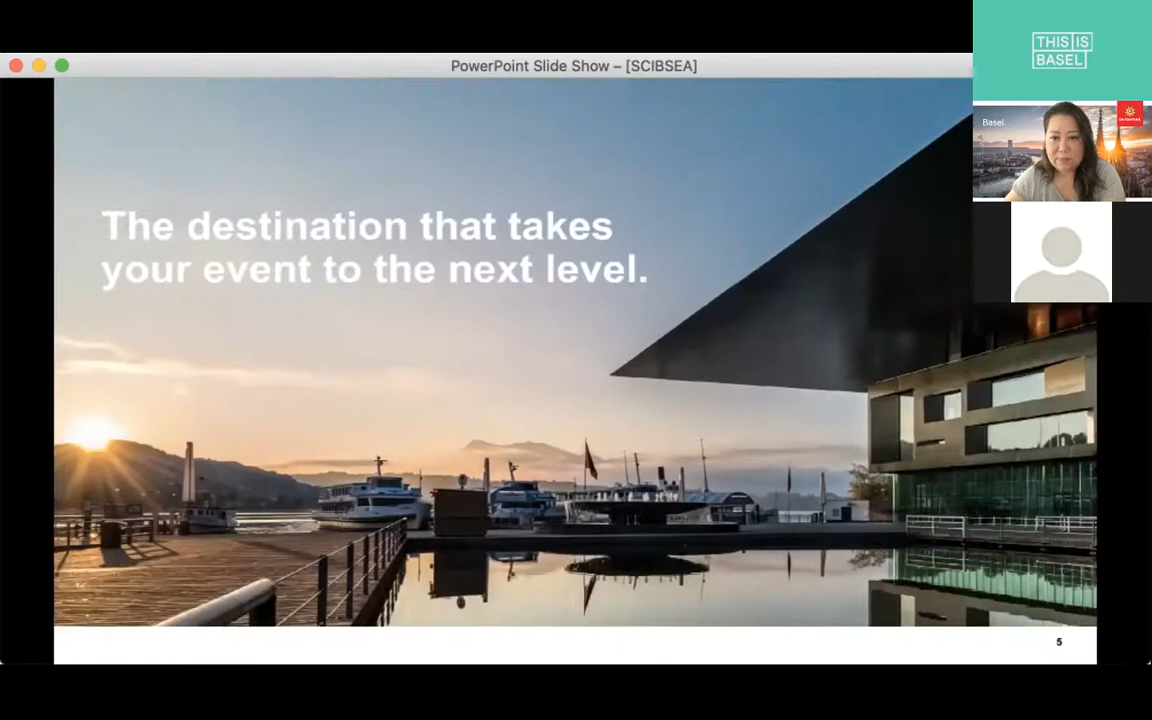 PowerPoint Slide Show – [SCIBSEA]
THIS IS
BASEL
Basel.
The destination that takes
your event to the next level.
5